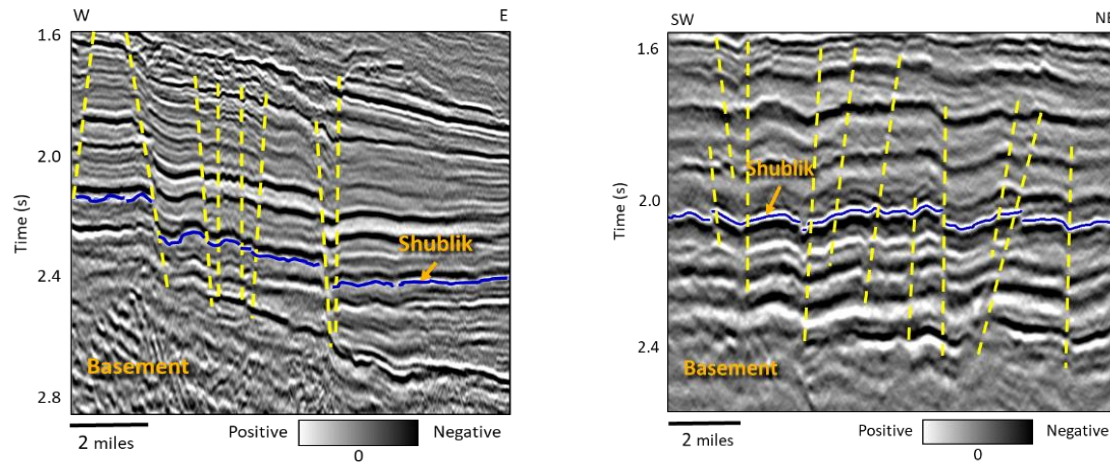 W E
1.6
2.0
2.4
2.8
Time (s)
Shublik
Basement
2 miles
Positive Negative
0
SW NE
1.6
2.0
2.4
Time (s)
Shublik
Basement
2 miles
Positive Negative
0